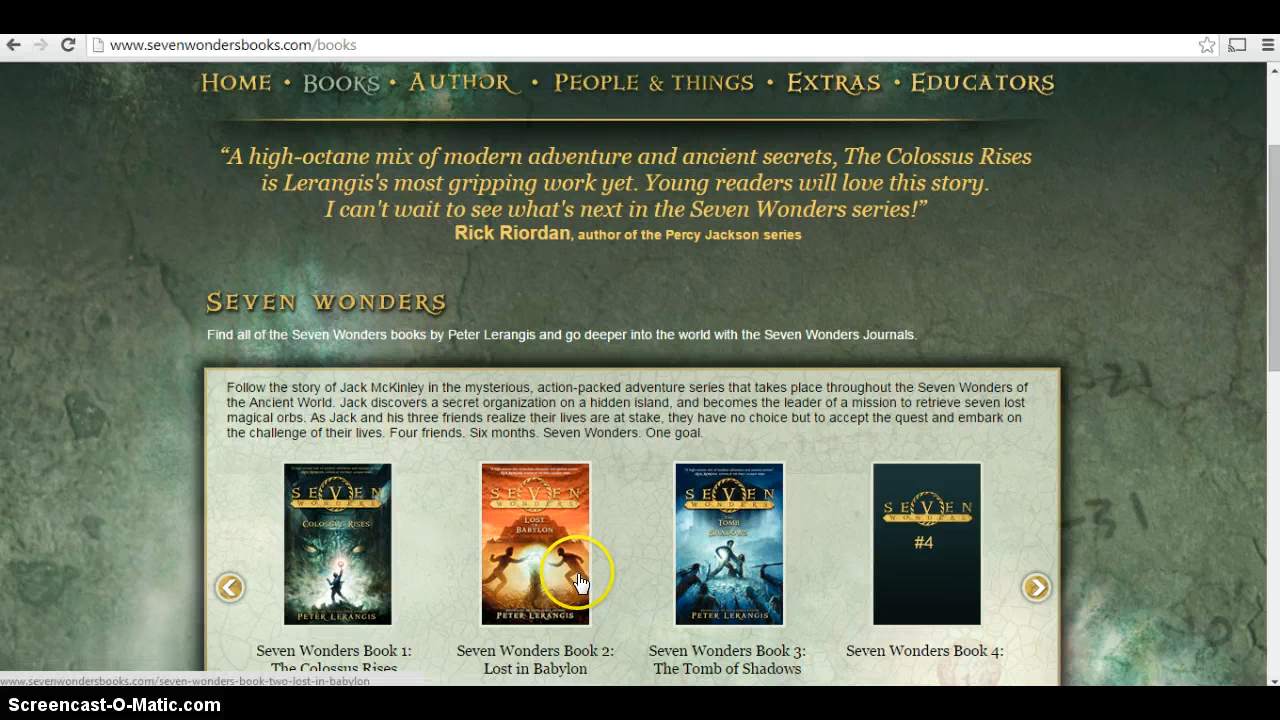 www.sevenwondersbooks.com/books
HOME • BOOKS • AUTHOR • PEOPLE & THINGS • EXTRAS • EDUCATORS
“A high-octane mix of modern adventure and ancient secrets, The Colossus Rises
is Lerangis's most gripping work yet. Young readers will love this story.
I can't wait to see what's next in the Seven Wonders series!”
Rick Riordan, author of the Percy Jackson series
SEVEN WONDERS
Find all of the Seven Wonders books by Peter Lerangis and go deeper into the world with the Seven Wonders Journals.
Follow the story of Jack McKinley in the mysterious, action-packed adventure series that takes place throughout the Seven Wonders of
the Ancient World. Jack discovers a secret organization on a hidden island, and becomes the leader of a mission to retrieve seven lost
magical orbs. As Jack and his three friends realize their lives are at stake, they have no choice but to accept the quest and embark on
the challenge of their lives. Four friends. Six months. Seven Wonders. One goal.
SEVEN WONDERS
COLOSSUS RISES
PETER LERANGIS
SEVEN WONDERS
LOST IN BABYLON
PETER LERANGIS
SEVEN WONDERS
TOMB SHADOWS
PETER LERANGIS
SEVEN WONDERS
#4
Seven Wonders Book 1:
The Colossus Rises
Seven Wonders Book 2:
Lost in Babylon
Seven Wonders Book 3:
The Tomb of Shadows
Seven Wonders Book 4:
www.sevenwondersbooks.com/seven-wonders-book-two-lost-in-babylon
Screencast-O-Matic.com